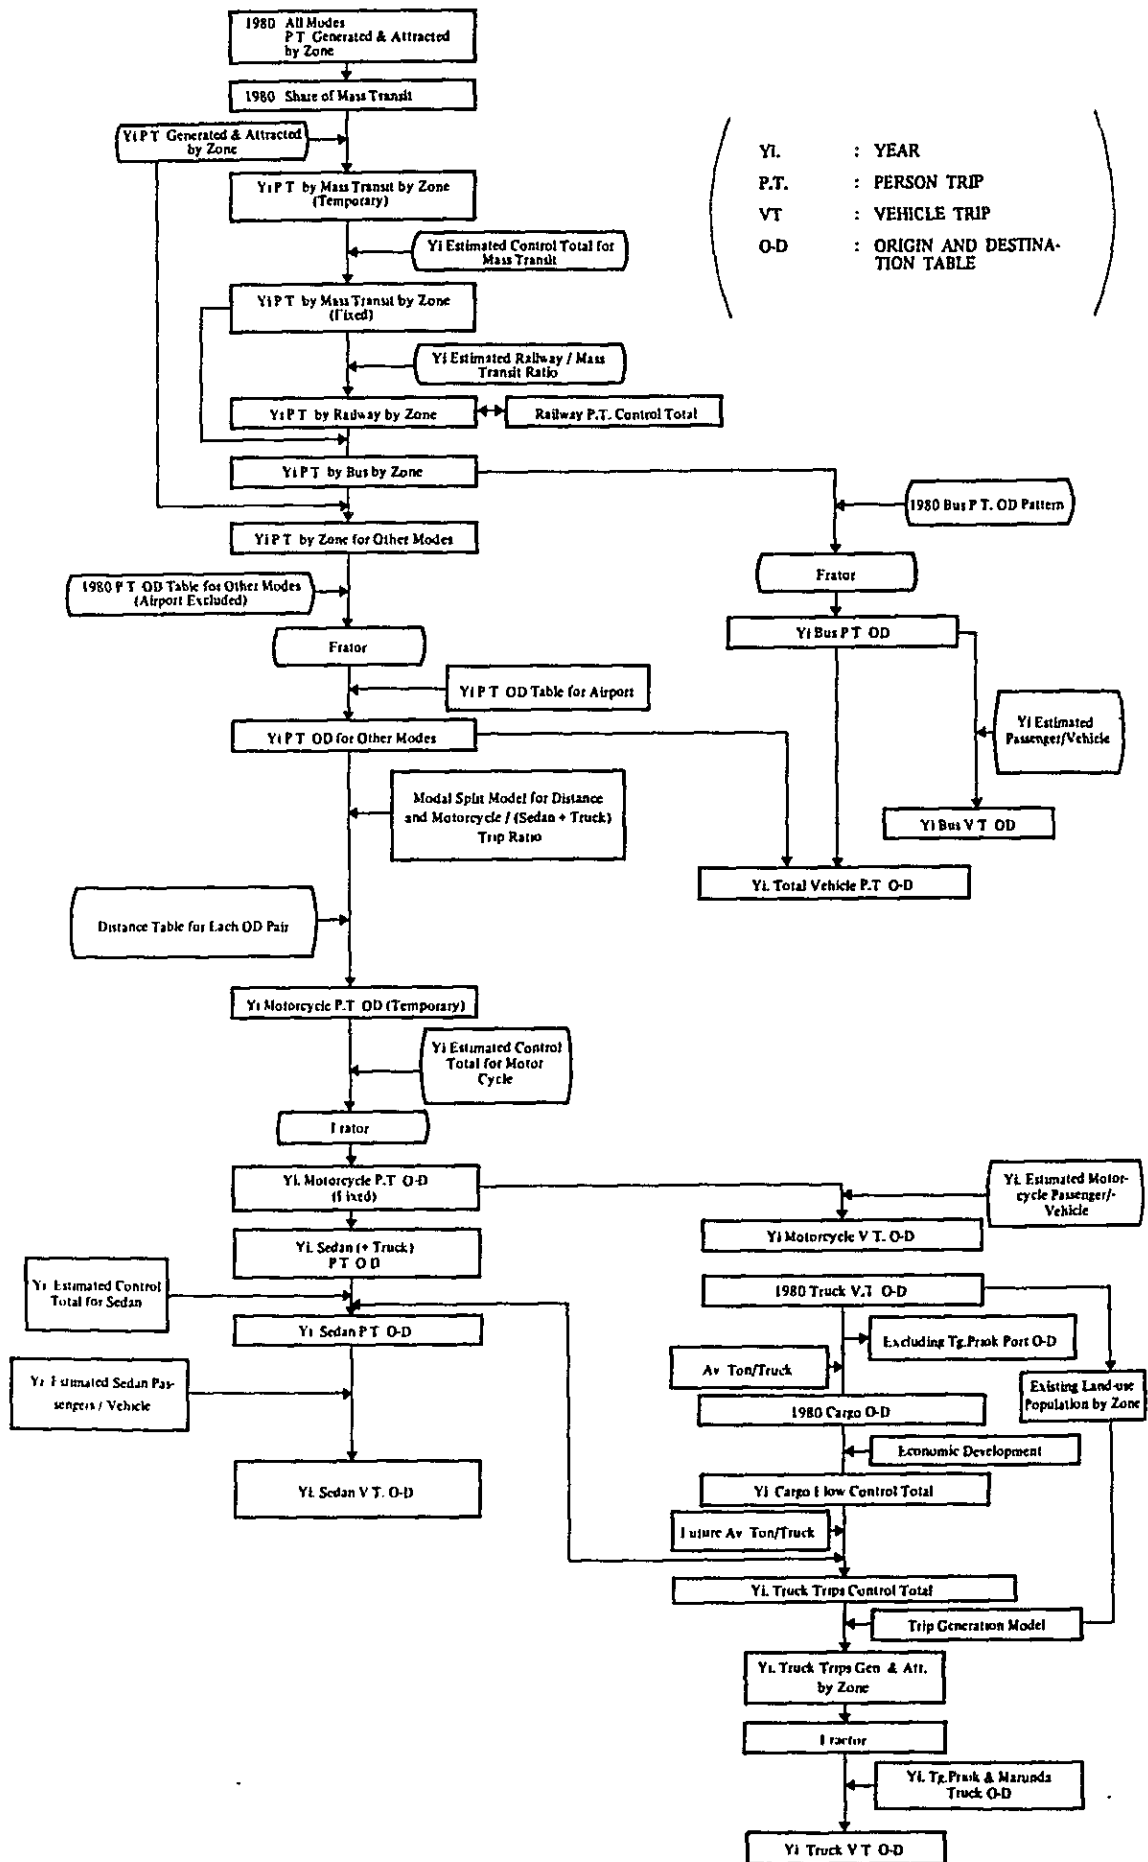 1980 All Modes
P T Generated & Attracted
by Zone
1980 Share of Mass Transit
Yi P T Generated & Attracted
by Zone
Yi P T by Mass Transit by Zone
(Temporary)
Yi Estimated Control Total for
Mass Transit
Yi P T by Mass Transit by Zone
(Fixed)
Yi Estimated Railway / Mass
Transit Ratio
Yi P T by Railway by Zone
Railway P.T. Control Total
Yi P T by Bus by Zone
Yi P T by Zone for Other Modes
Yi. : YEAR
P.T. : PERSON TRIP
VT : VEHICLE TRIP
O-D : ORIGIN AND DESTINA-
TION TABLE
1980 Bus P T. OD Pattern
Frator
Yi Bus P T OD
Yi Estimated
Passenger/Vehicle
Yi Bus V T OD
1980 P T OD Table for Other Modes
(Airport Excluded)
Frator
Yi P T OD Table for Airport
Yi P T OD for Other Modes
Modal Split Model for Distance
and Motorcycle / (Sedan + Truck)
Trip Ratio
Yi. Total Vehicle P.T O-D
Distance Table for Each OD Pair
Yi Motorcycle P.T OD (Temporary)
Yi Estimated Control
Total for Motor
Cycle
Frator
Yi. Motorcycle P.T O-D
(Fixed)
Yi. Estimated Motor-
cycle Passenger/-
Vehicle
Yi Motorcycle V T. O-D
Yi. Sedan (+ Truck)
P T O D
Yi Estimated Control
Total for Sedan
Yi Sedan P T O-D
Yi Estimated Sedan Pas-
sengers / Vehicle
Yi. Sedan V T. O-D
1980 Truck V.T O-D
Excluding Tg.Priok Port O-D
Av Ton/Truck
Existing Land-use
Population by Zone
1980 Cargo O-D
Economic Development
Yi Cargo Flow Control Total
Future Av Ton/Truck
Yi. Truck Trips Control Total
Trip Generation Model
Yi. Truck Trips Gen & Att.
by Zone
Fractor
Yi. Tg.Priok & Marunda
Truck O-D
Yi Truck V T O-D